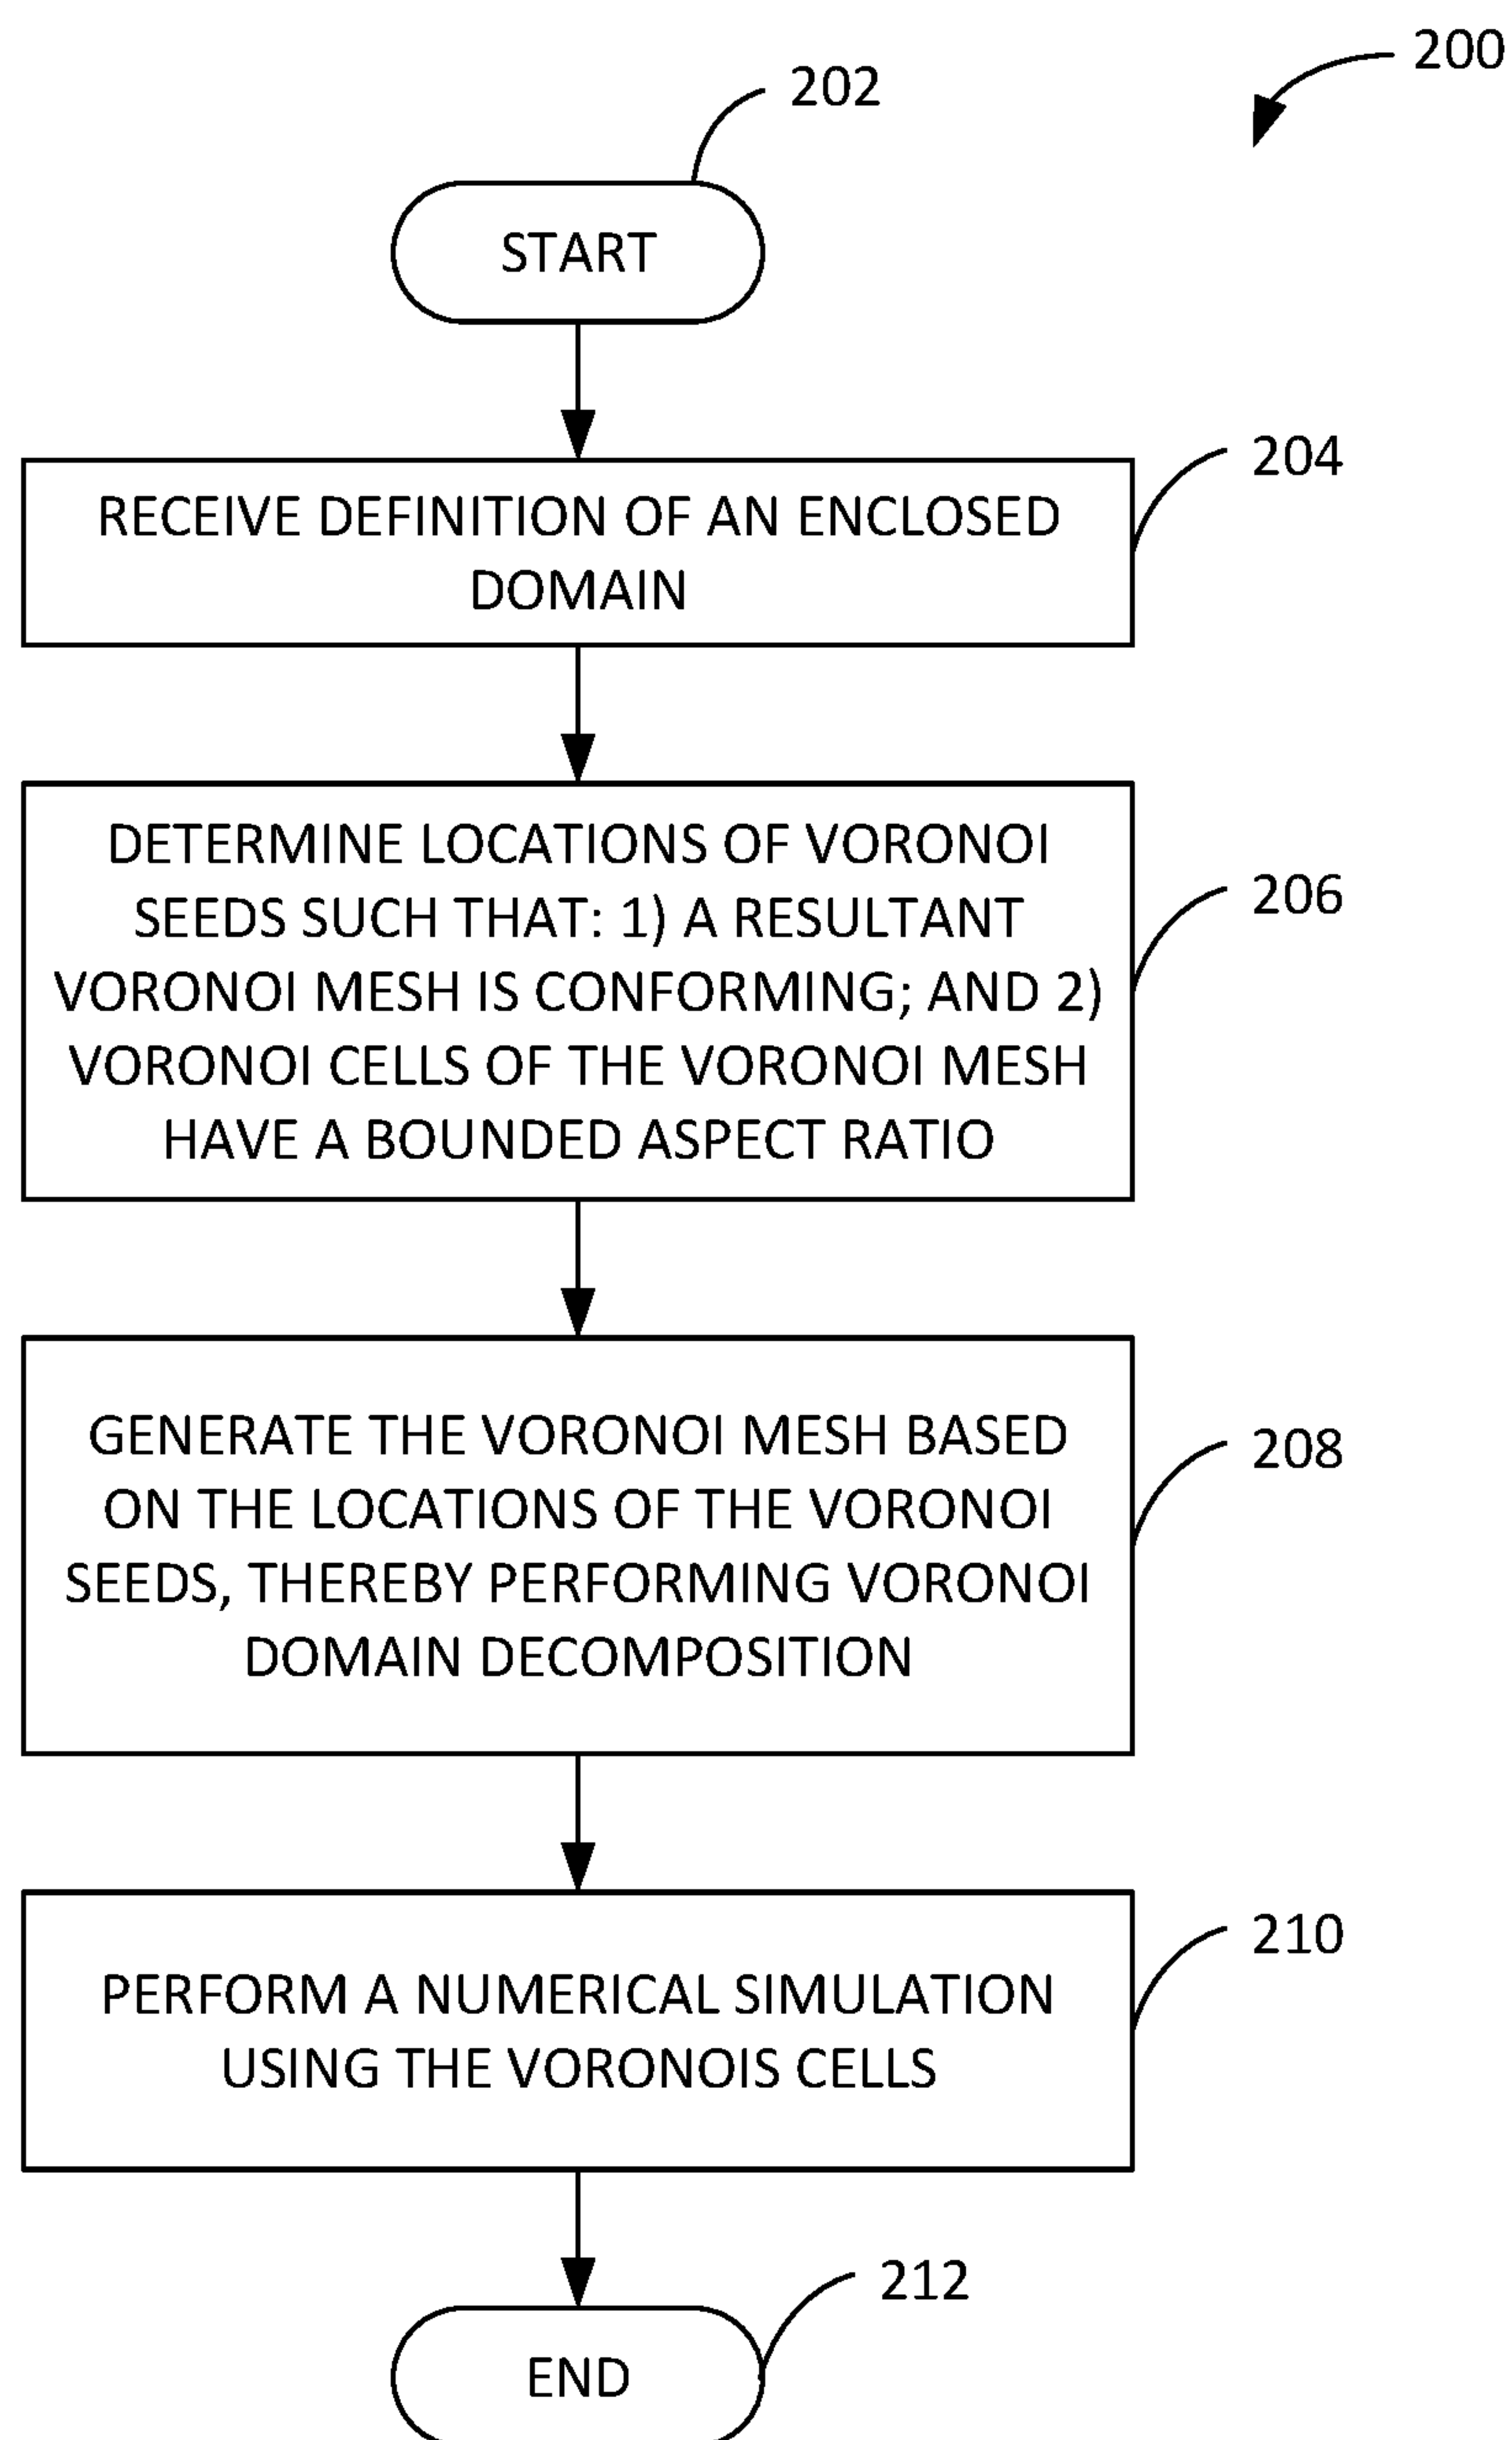 200
202
START
204
RECEIVE DEFINITION OF AN ENCLOSED
DOMAIN
206
DETERMINE LOCATIONS OF VORONOI
SEEDS SUCH THAT: 1) A RESULTANT
VORONOI MESH IS CONFORMING; AND 2)
VORONOI CELLS OF THE VORONOI MESH
HAVE A BOUNDED ASPECT RATIO
208
GENERATE THE VORONOI MESH BASED
ON THE LOCATIONS OF THE VORONOI
SEEDS, THEREBY PERFORMING VORONOI
DOMAIN DECOMPOSITION
210
PERFORM A NUMERICAL SIMULATION
USING THE VORONOIS CELLS
212
END